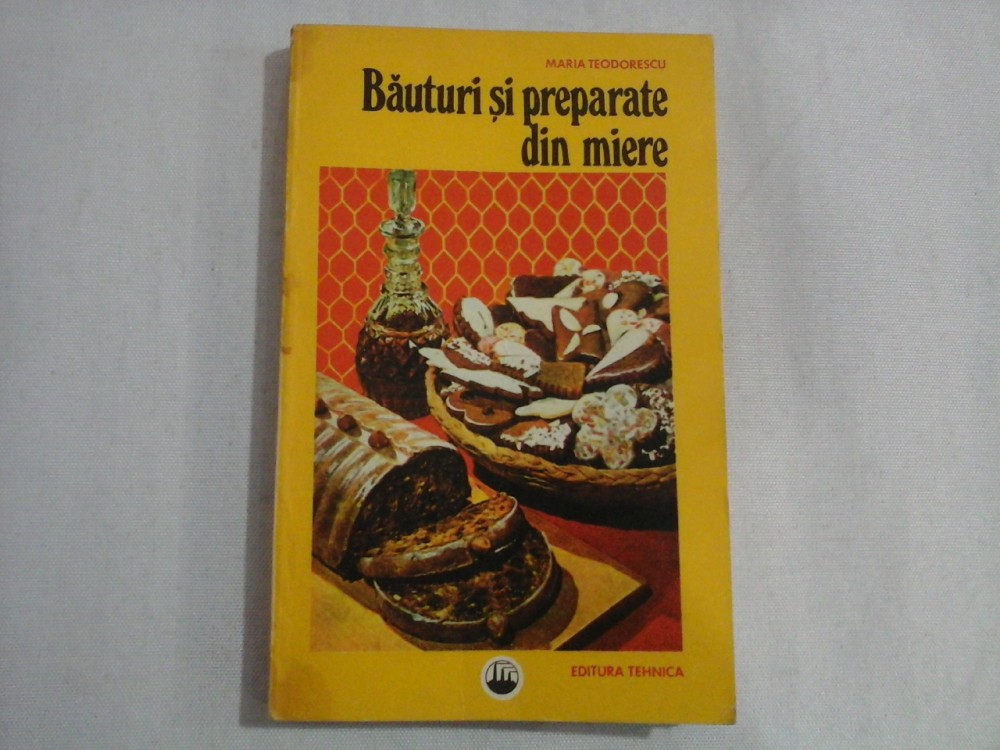 MARIA TEODORESCU
Băuturi și preparate
din miere
EDITURA TEHNICA